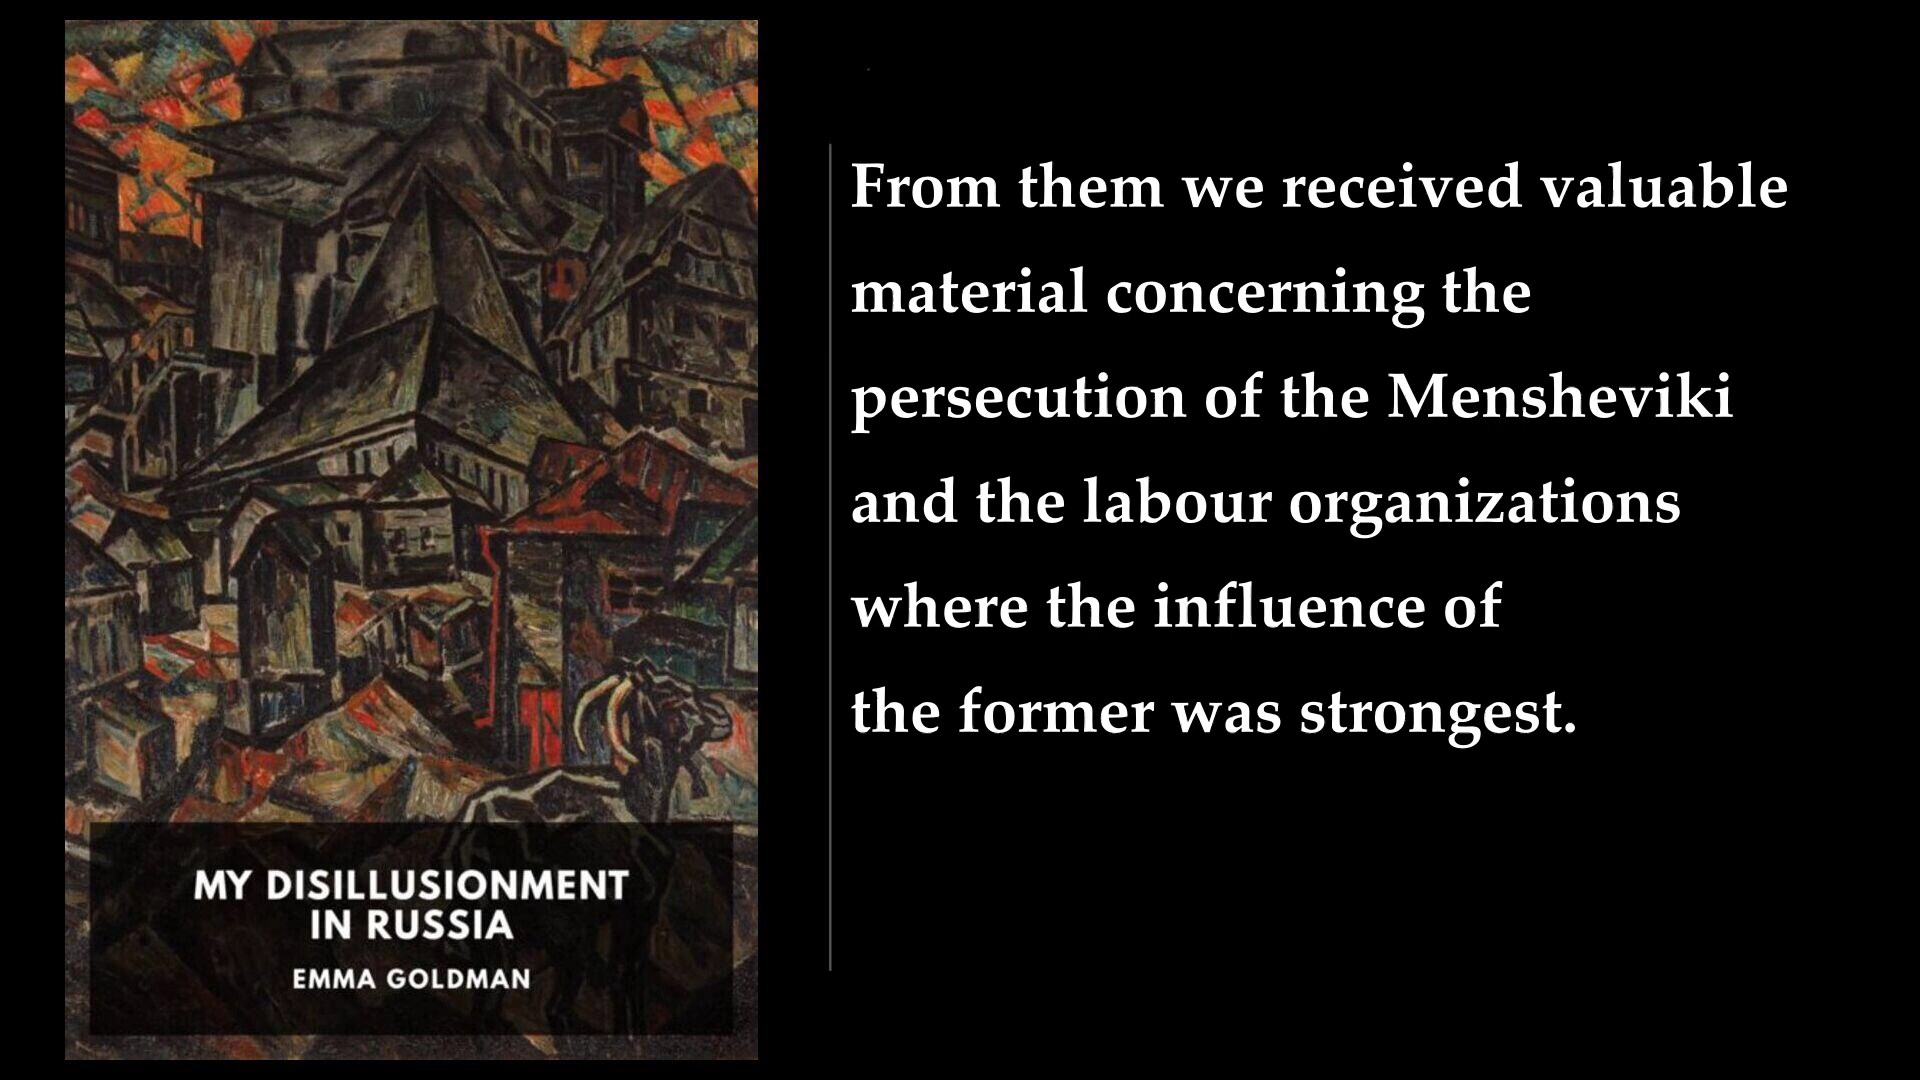 MY DISILLUSIONMENT
IN RUSSIA
EMMA GOLDMAN
From them we received valuable
material concerning the
persecution of the Mensheviki
and the labour organizations
where the influence of
the former was strongest.